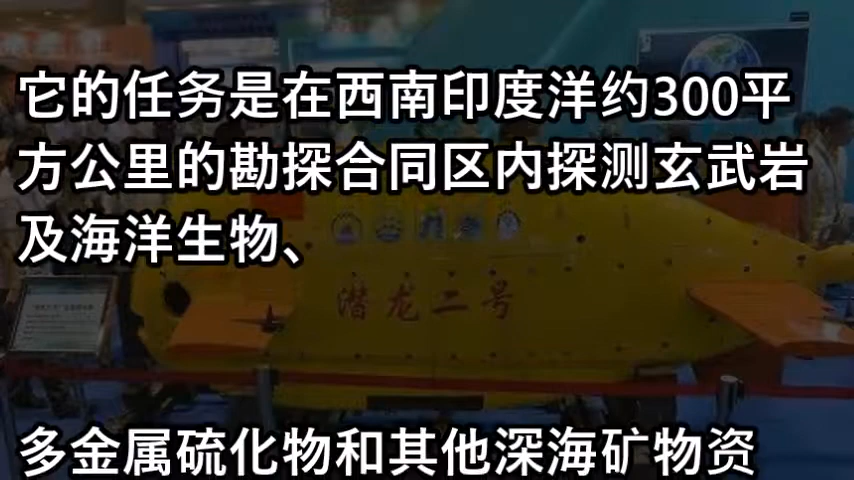 它的任务是在西南印度洋约300平
方公里的勘探合同区内探测玄武岩
及海洋生物、
潜龙二号
多金属硫化物和其他深海矿物资